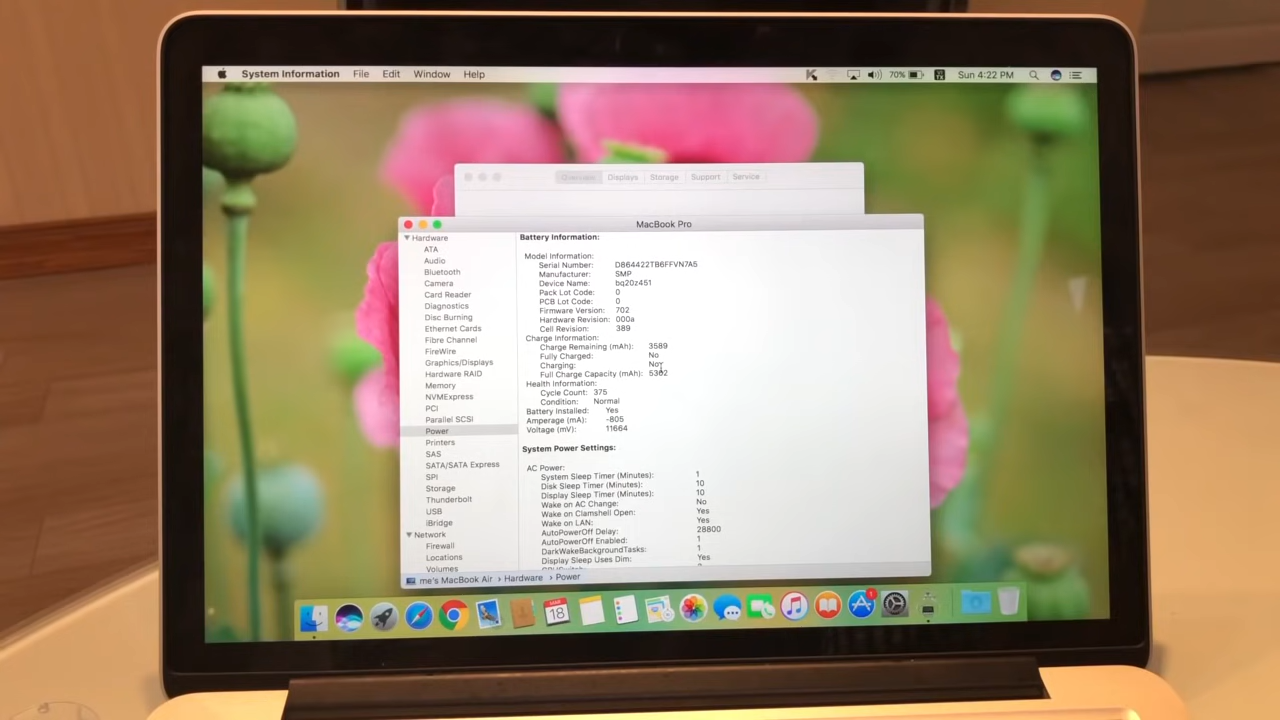 System Information File Edit Window Help 70% Sun 4:22 PM
Overview Displays Storage Support Service
MacBook Pro
Hardware
ATA
Audio
Bluetooth
Camera
Card Reader
Diagnostics
Disc Burning
Ethernet Cards
Fibre Channel
FireWire
Graphics/Displays
Hardware RAID
Memory
NVMExpress
PCI
Parallel SCSI
Power
Printers
SAS
SATA/SATA Express
SPI
Storage
Thunderbolt
USB
iBridge
Network
Firewall
Locations
Volumes
Battery Information:
Model Information:
Serial Number: D864422TB6FFVN7A5
Manufacturer: SMP
Device Name: bq20z451
Pack Lot Code: 0
PCB Lot Code: 0
Firmware Version: 702
Hardware Revision: 000a
Cell Revision: 389
Charge Information:
Charge Remaining (mAh): 3589
Fully Charged: No
Charging: No
Full Charge Capacity (mAh):
Health Information:
Cycle Count: 375
Condition: Normal
Battery Installed: Yes
Amperage (mA): -805
Voltage (mV): 11664
System Power Settings:
AC Power:
System Sleep Timer (Minutes): 1
Disk Sleep Timer (Minutes): 10
Display Sleep Timer (Minutes): 10
Wake on AC Change: No
Wake on Clamshell Open: Yes
Wake on LAN: Yes
AutoPowerOff Delay: 28800
AutoPowerOff Enabled: 1
DarkWakeBackgroundTasks: 1
Display Sleep Uses Dim: Yes
me's MacBook Air › Hardware › Power
18
1